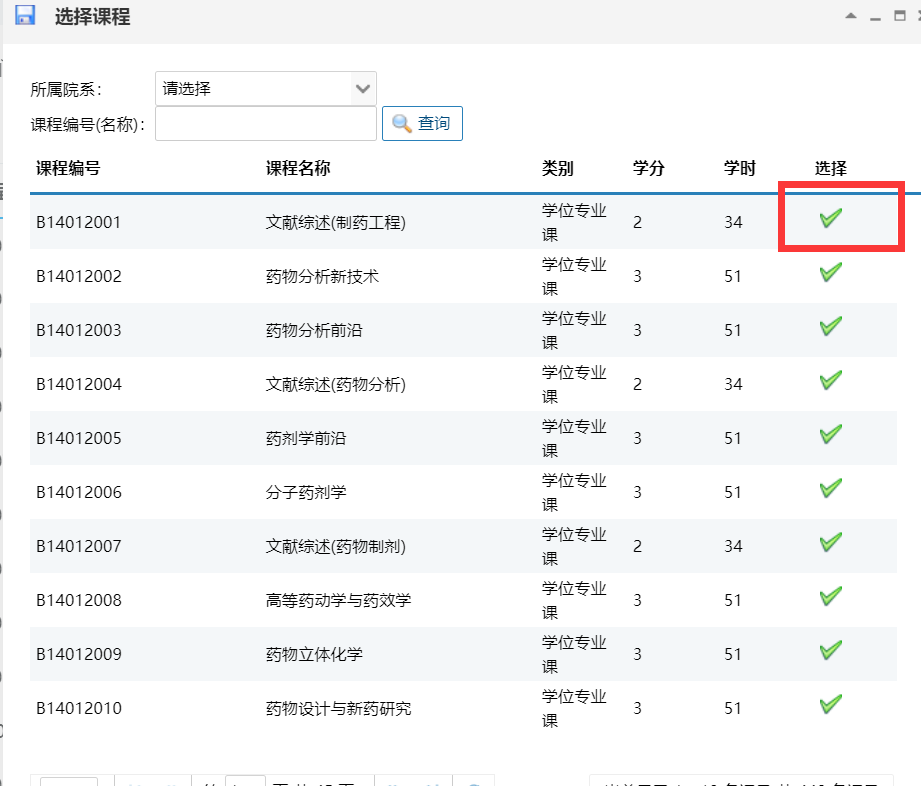 选择课程
所属院系：
请选择
课程编号(名称)：
查询
课程编号 课程名称 类别 学分 学时 选择
B14012001 文献综述(制药工程) 学位专业课 2 34
B14012002 药物分析新技术 学位专业课 3 51
B14012003 药物分析前沿 学位专业课 3 51
B14012004 文献综述(药物分析) 学位专业课 2 34
B14012005 药剂学前沿 学位专业课 3 51
B14012006 分子药剂学 学位专业课 3 51
B14012007 文献综述(药物制剂) 学位专业课 2 34
B14012008 高等药动学与药效学 学位专业课 3 51
B14012009 药物立体化学 学位专业课 3 51
B14012010 药物设计与新药研究 学位专业课 3 51